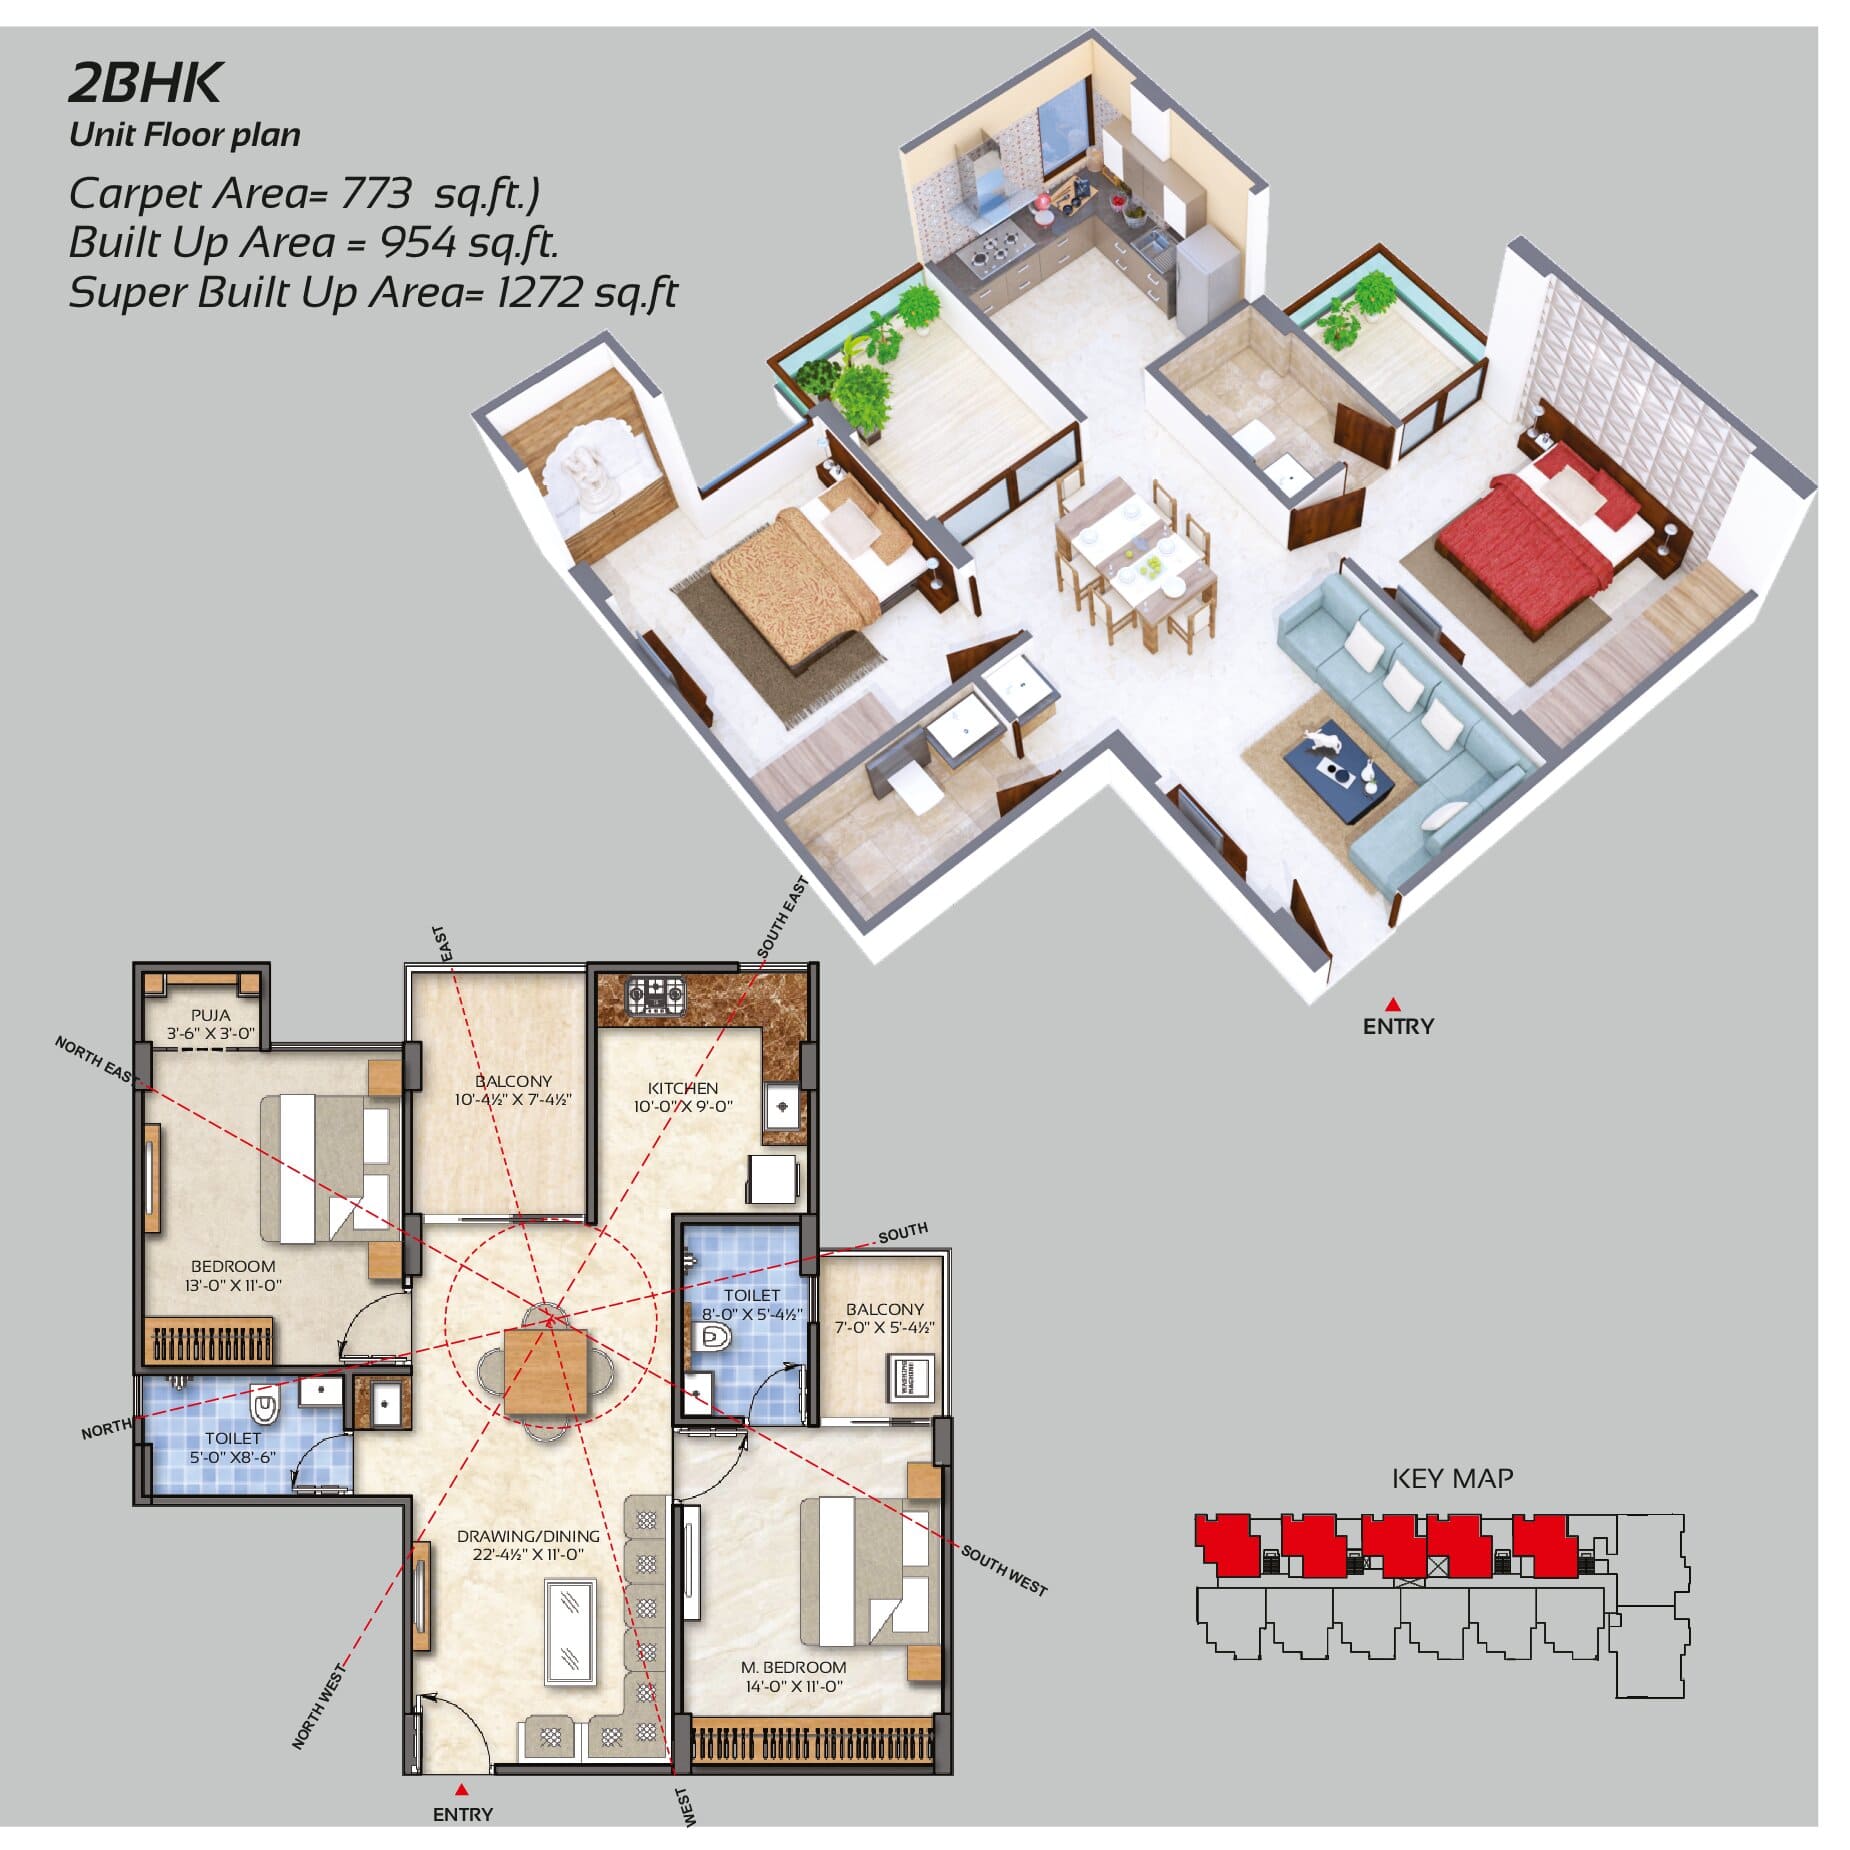 2BHK
Unit Floor plan
Carpet Area= 773 sq.ft.)
Built Up Area = 954 sq.ft.
Super Built Up Area= 1272 sq.ft
ENTRY
EAST
SOUTH EAST
PUJA
3'-6" X 3'-0"
NORTH EAST
BALCONY
10'-4½" X 7'-4½"
KITCHEN
10'-0" X 9'-0"
SOUTH
BEDROOM
13'-0" X 11'-0"
TOILET
8'-0" X 5'-4½"
BALCONY
7'-0" X 5'-4½"
WASHING
MACHINE
NORTH
TOILET
5'-0" X8'-6"
DRAWING/DINING
22'-4½" X 11'-0"
SOUTH WEST
M. BEDROOM
14'-0" X 11'-0"
NORTH WEST
WEST
ENTRY
KEY MAP